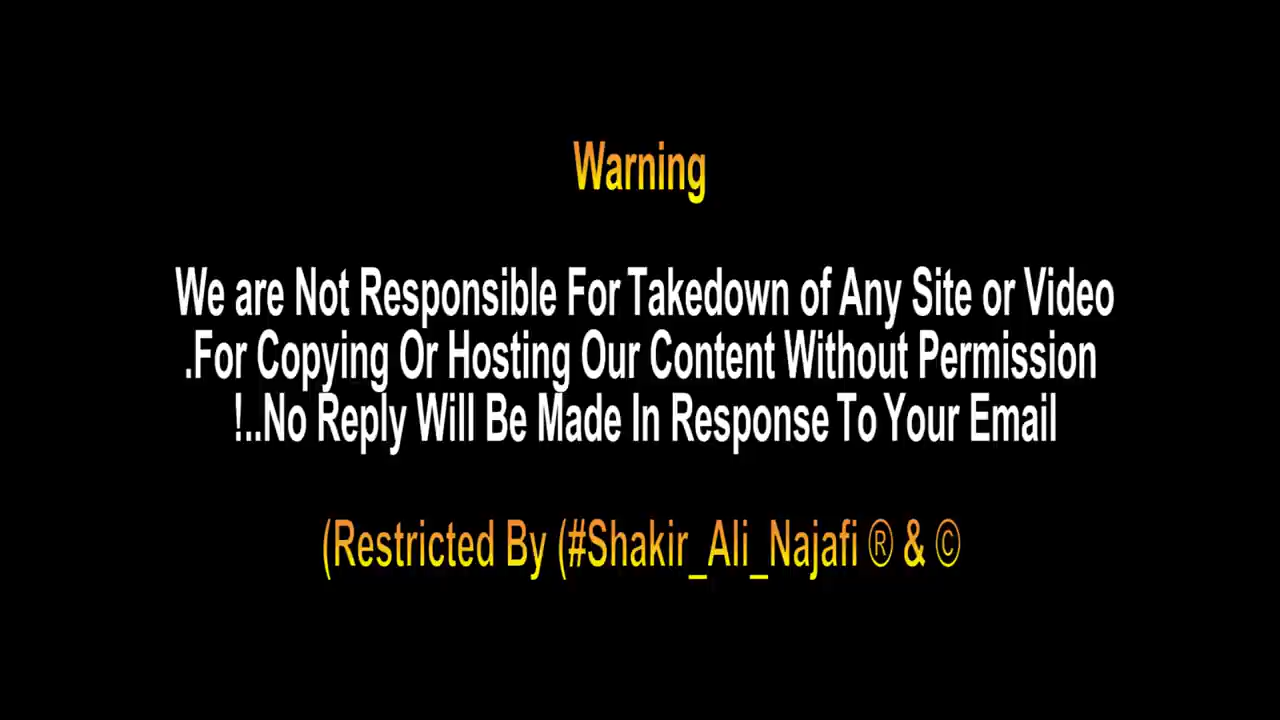 Warning
We are Not Responsible For Takedown of Any Site or Video
.For Copying Or Hosting Our Content Without Permission
!..No Reply Will Be Made In Response To Your Email
(Restricted By (#Shakir_Ali_Najafi ® & ©